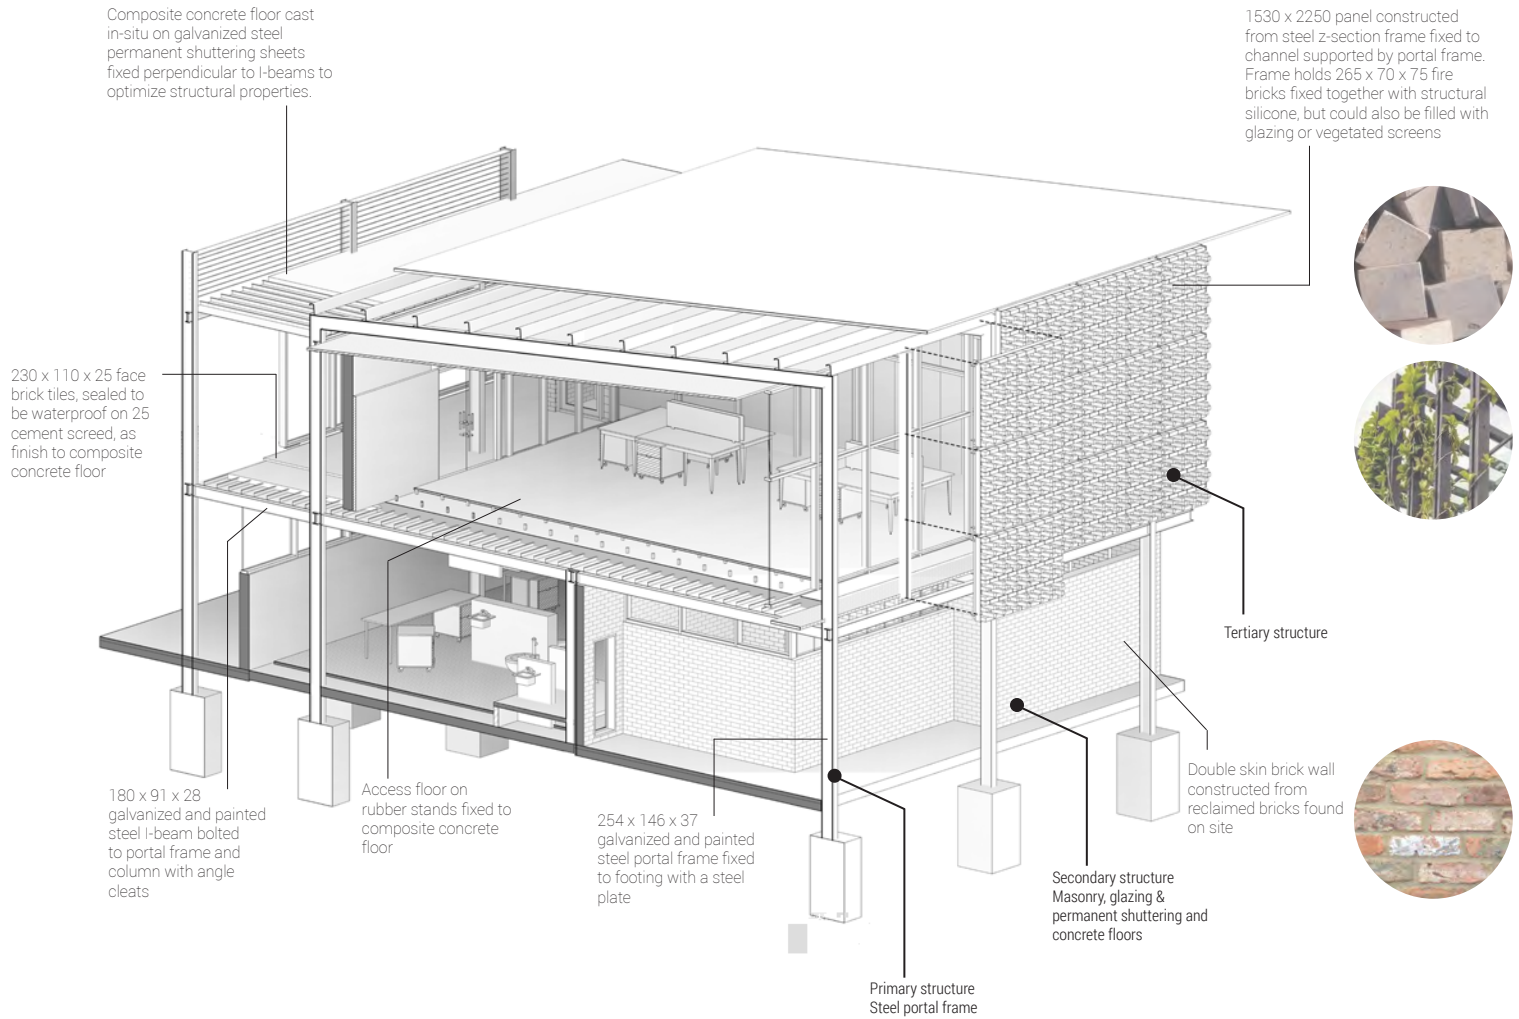 Composite concrete floor cast
in-situ on galvanized steel
permanent shuttering sheets
fixed perpendicular to I-beams to
optimize structural properties.
1530 x 2250 panel constructed
from steel z-section frame fixed to
channel supported by portal frame.
Frame holds 265 x 70 x 75 fire
bricks fixed together with structural
silicone, but could also be filled with
glazing or vegetated screens
230 x 110 x 25 face
brick tiles, sealed to
be waterproof on 25
cement screed, as
finish to composite
concrete floor
Tertiary structure
180 x 91 x 28
galvanized and painted
steel I-beam bolted
to portal frame and
column with angle
cleats
Access floor on
rubber stands fixed to
composite concrete
floor
254 x 146 x 37
galvanized and painted
steel portal frame fixed
to footing with a steel
plate
Double skin brick wall
constructed from
reclaimed bricks found
on site
Secondary structure
Masonry, glazing &
permanent shuttering and
concrete floors
Primary structure
Steel portal frame